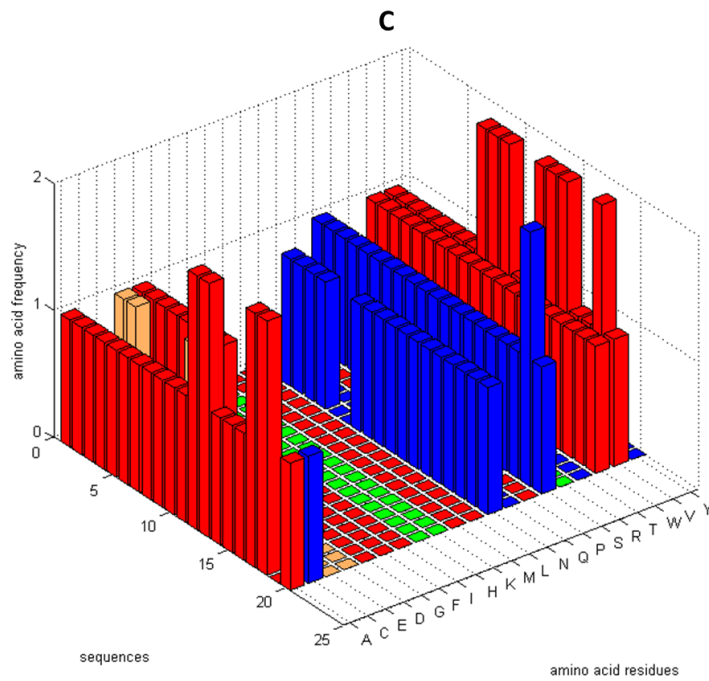 C
2
1
0
amino acid frequency
0
5
10
15
20
25
A C E D G F I H K M L N Q P S R T W V Y
sequences
amino acid residues